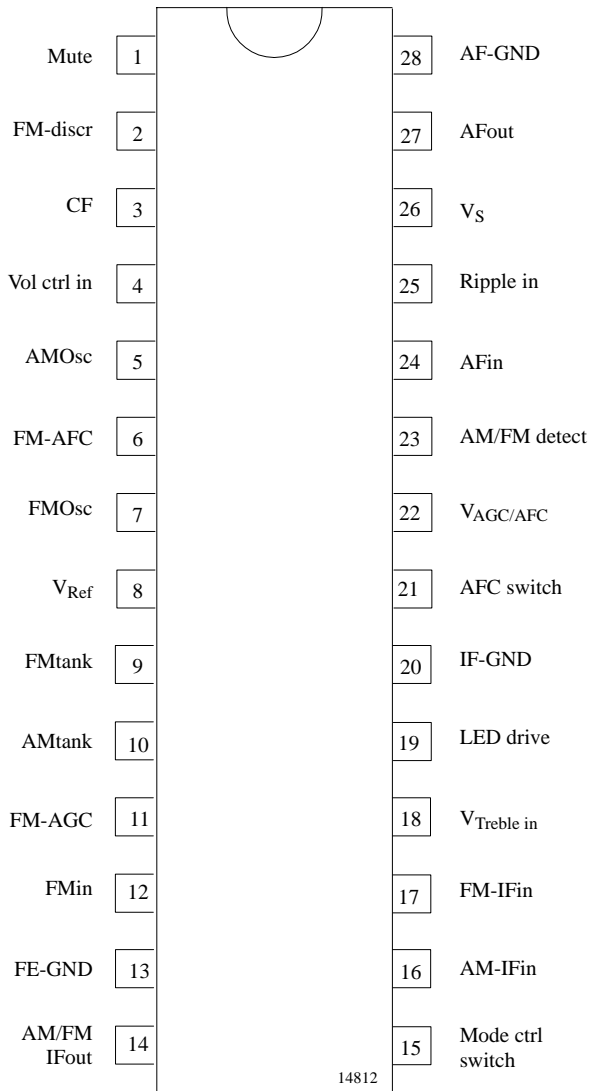 Mute 1 28 AF-GND
FM-discr 2 27 AFout
CF 3 26 VS
Vol ctrl in 4 25 Ripple in
AMOsc 5 24 AFin
FM-AFC 6 23 AM/FM detect
FMOsc 7 22 VAGC/AFC
VRef 8 21 AFC switch
FMtank 9 20 IF-GND
AMtank 10 19 LED drive
FM-AGC 11 18 VTreble in
FMin 12 17 FM-IFin
FE-GND 13 16 AM-IFin
AM/FM
IFout 14 15 Mode ctrl
switch
14812